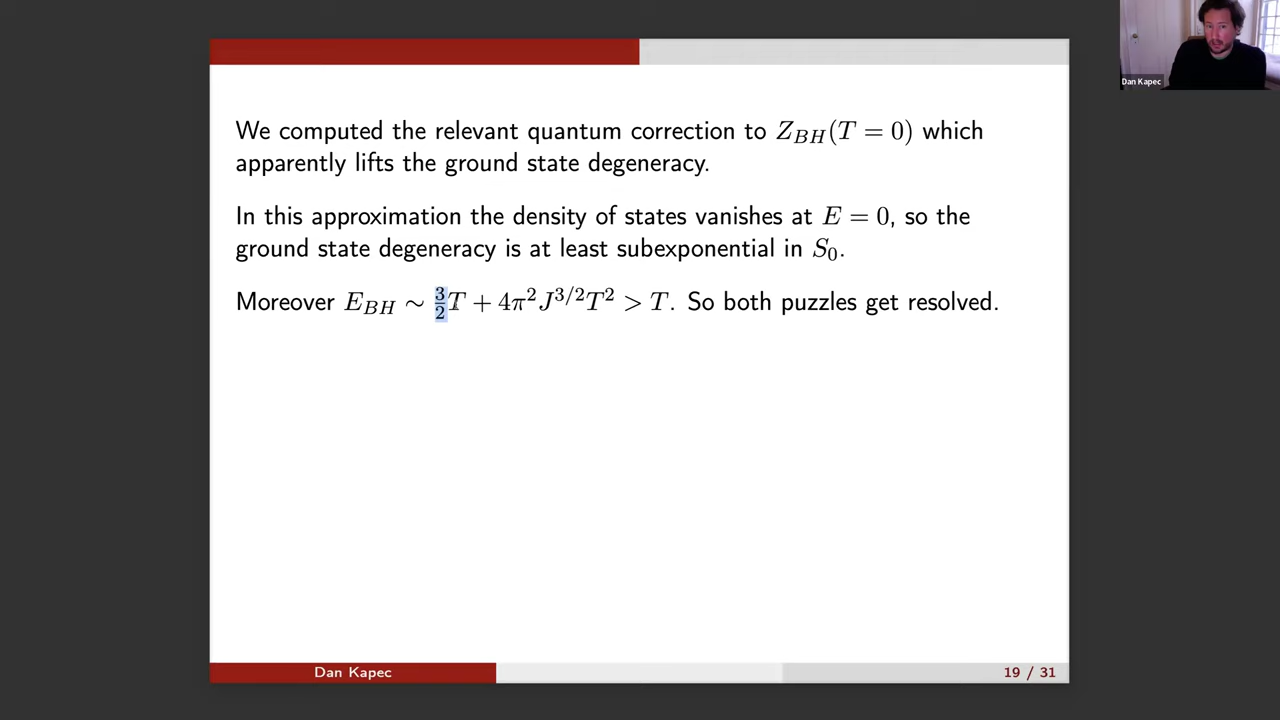 Dan Kapec
We computed the relevant quantum correction to Z_{BH}(T = 0) which
apparently lifts the ground state degeneracy.
In this approximation the density of states vanishes at E = 0, so the
ground state degeneracy is at least subexponential in S_0.
Moreover E_{BH} ∼ \frac{3}{2}T + 4π^2J^{3/2}T^2 > T. So both puzzles get resolved.
Dan Kapec
19 / 31